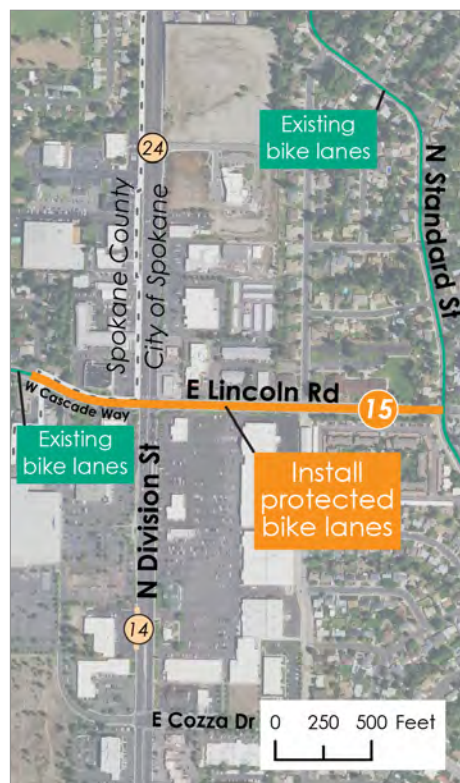 Existing
bike lanes
24
N Standard St
Spokane County
City of Spokane
W Cascade Way
E Lincoln Rd
15
Existing
bike lanes
Install
protected
bike lanes
N Division St
14
E Cozza Dr
0 250 500 Feet